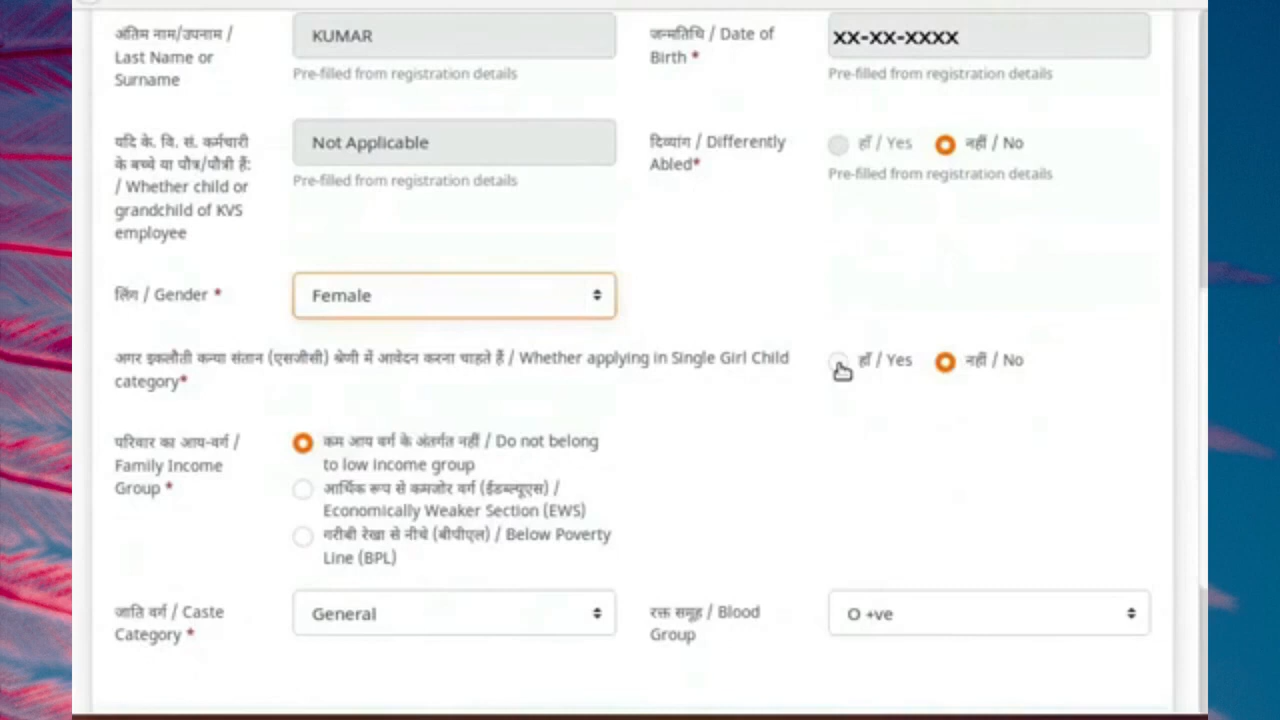 अंतिम नाम/उपनाम /
Last Name or
Surname
KUMAR
Pre-filled from registration details
जन्मतिथि / Date of
Birth *
XX-XX-XXXX
Pre-filled from registration details
यदि के. वि. सं. कर्मचारी
के बच्चे या पौत्र/पौत्री हैं:
/ Whether child or
grandchild of KVS
employee
Not Applicable
Pre-filled from registration details
दिव्यांग / Differently
Abled*
हाँ / Yes नहीं / No
Pre-filled from registration details
लिंग / Gender *
Female
अगर इकलौती कन्या संतान (एसजीसी) श्रेणी में आवेदन करना चाहते हैं / Whether applying in Single Girl Child
category*
हाँ / Yes नहीं / No
परिवार का आय-वर्ग /
Family Income
Group *
कम आय वर्ग के अंतर्गत नहीं / Do not belong
to low income group
आर्थिक रूप से कमजोर वर्ग (ईडब्ल्यूएस) /
Economically Weaker Section (EWS)
गरीबी रेखा से नीचे (बीपीएल) / Below Poverty
Line (BPL)
जाति वर्ग / Caste
Category *
General
रक्त समूह / Blood
Group
O +ve